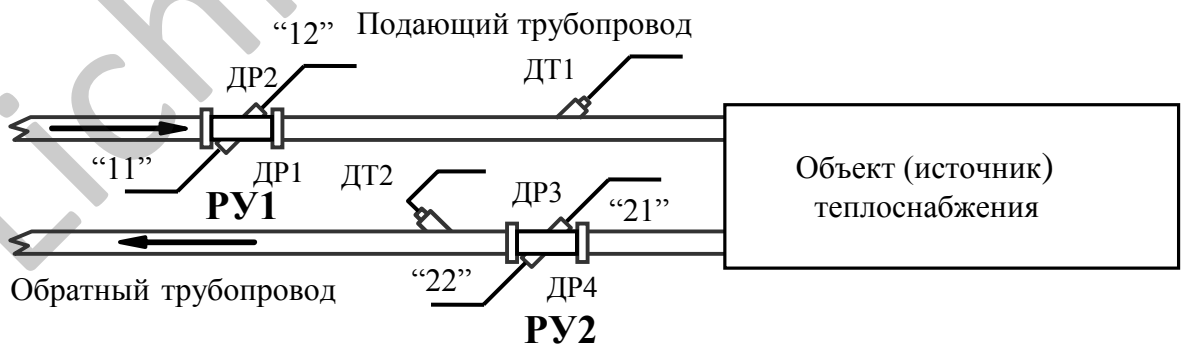 “12”
Подающий трубопровод
ДР2
ДТ1
“11”
ДР1
РУ1
ДТ2
ДР3
“21”
Объект (источник)
теплоснабжения
“22”
ДР4
Обратный трубопровод
РУ2